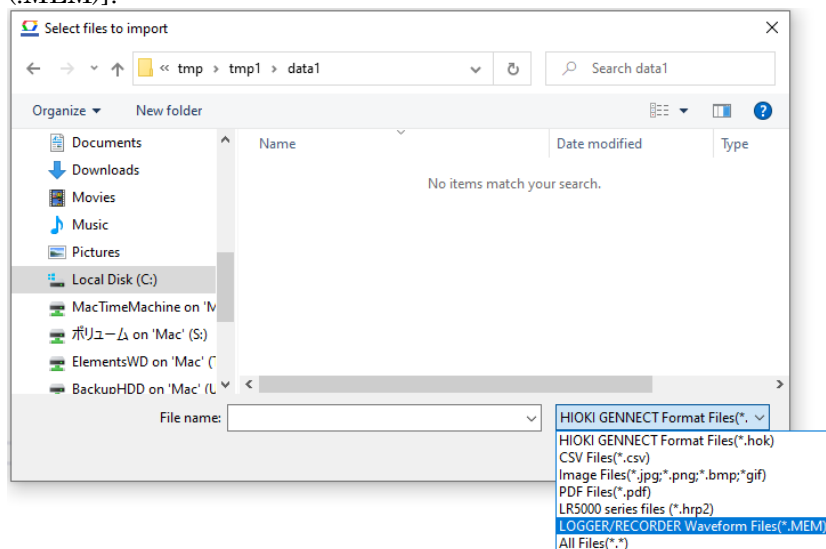 (.MEM)].
Select files to import
« tmp › tmp1 › data1
Search data1
Organize
New folder
Documents
Downloads
Movies
Music
Pictures
Local Disk (C:)
MacTimeMachine on 'M
ボリューム on 'Mac' (S:)
ElementsWD on 'Mac' (
BackupHDD on 'Mac' (U
Name
Date modified
Type
No items match your search.
File name:
HIOKI GENNECT Format Files(*.
HIOKI GENNECT Format Files(*.hok)
CSV Files(*.csv)
Image Files(*.jpg;*.png;*.bmp;*gif)
PDF Files(*.pdf)
LR5000 series files (*.hrp2)
LOGGER/RECORDER Waveform Files(*.MEM)
All Files(*.*)